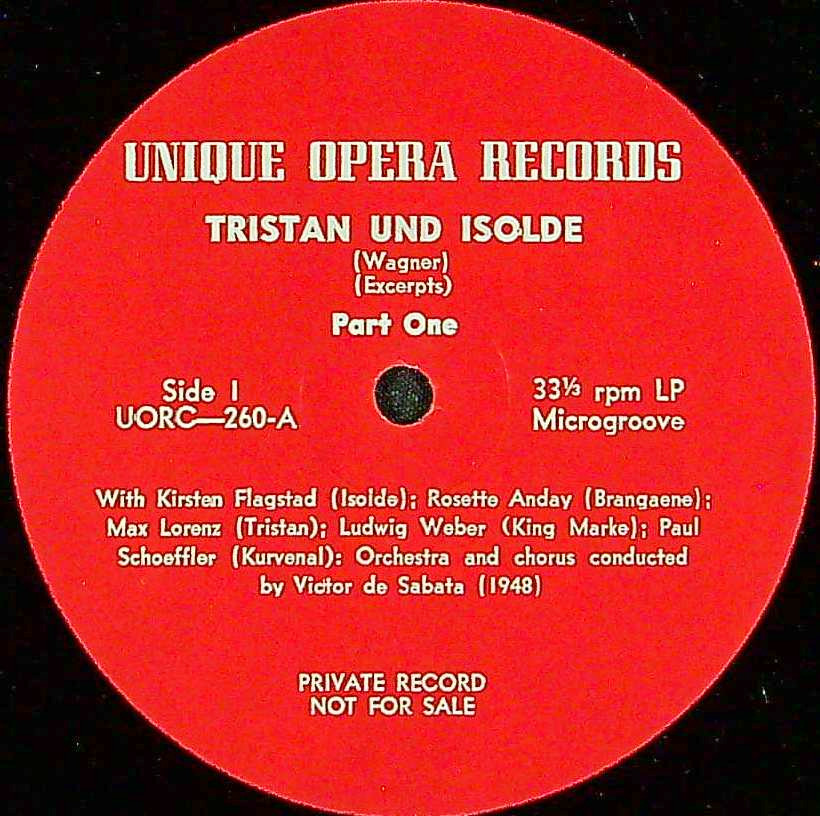 UNIQUE OPERA RECORDS
TRISTAN UND ISOLDE
(Wagner)
(Excerpts)
Part One
Side 1
UORC—260-A
33⅓ rpm LP
Microgroove
With Kirsten Flagstad (Isolde); Rosette Anday (Brangaene);
Max Lorenz (Tristan); Ludwig Weber (King Marke); Paul
Schoeffler (Kurvenal): Orchestra and chorus conducted
by Victor de Sabata (1948)
PRIVATE RECORD
NOT FOR SALE